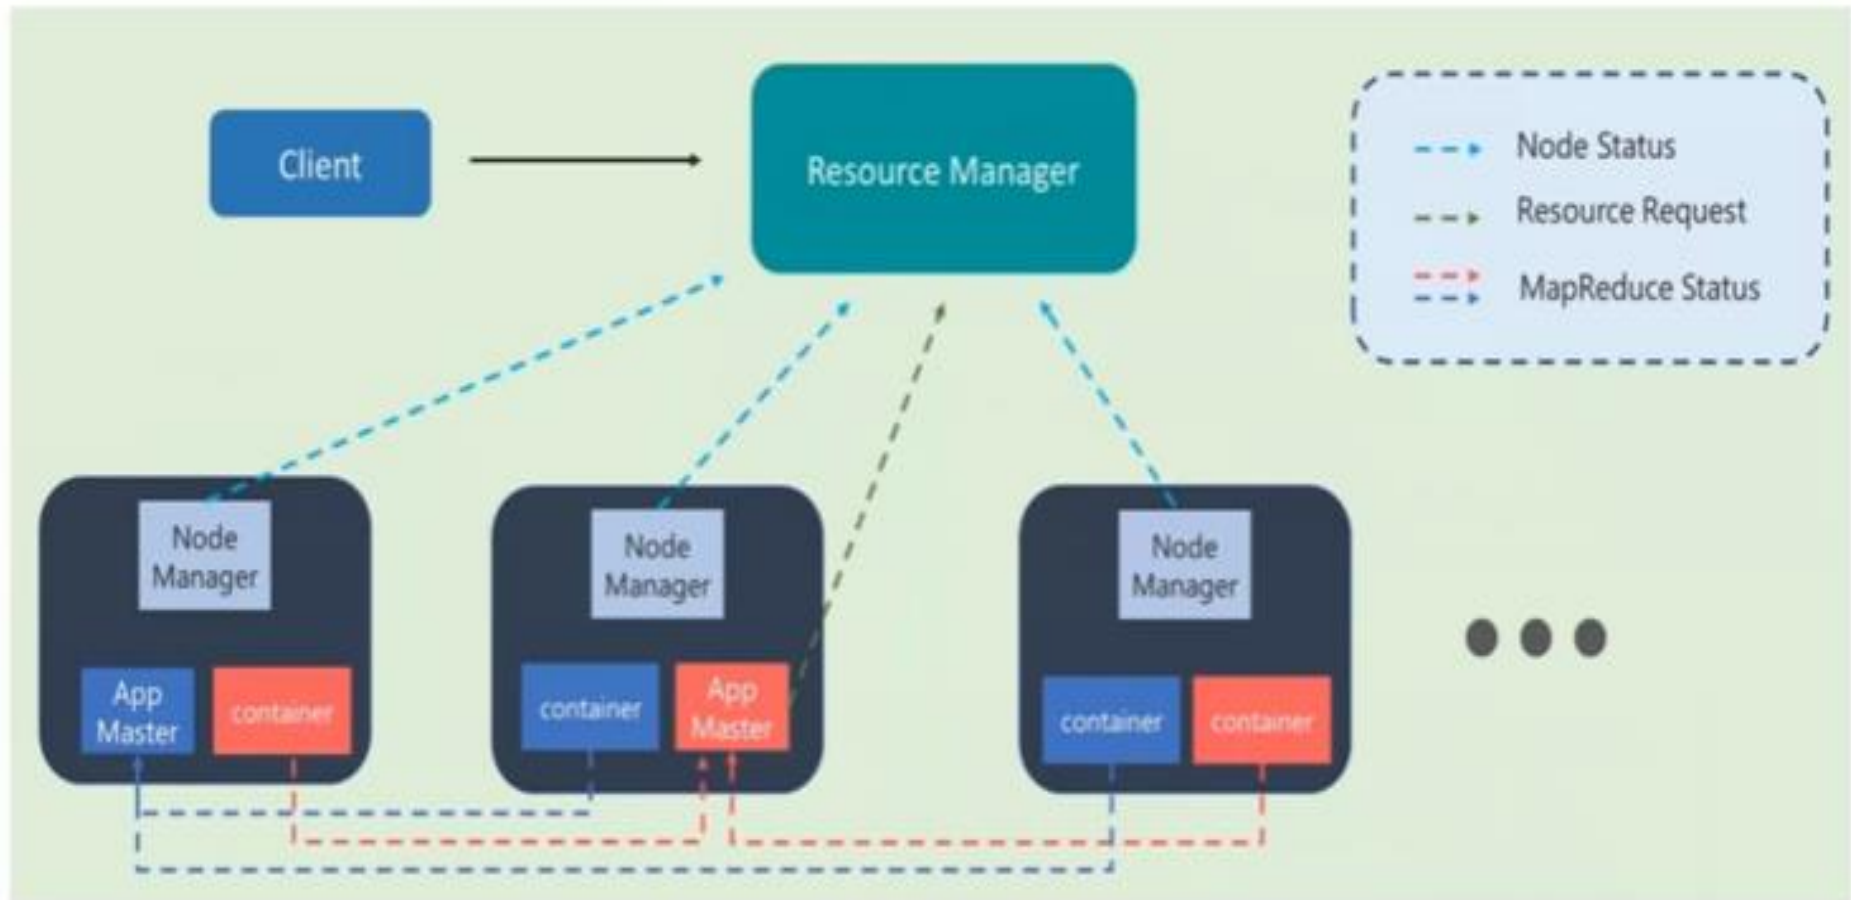 Client
Resource Manager
Node Status
Resource Request
MapReduce Status
Node
Manager
App
Master
container
Node
Manager
container
App
Master
Node
Manager
container
container